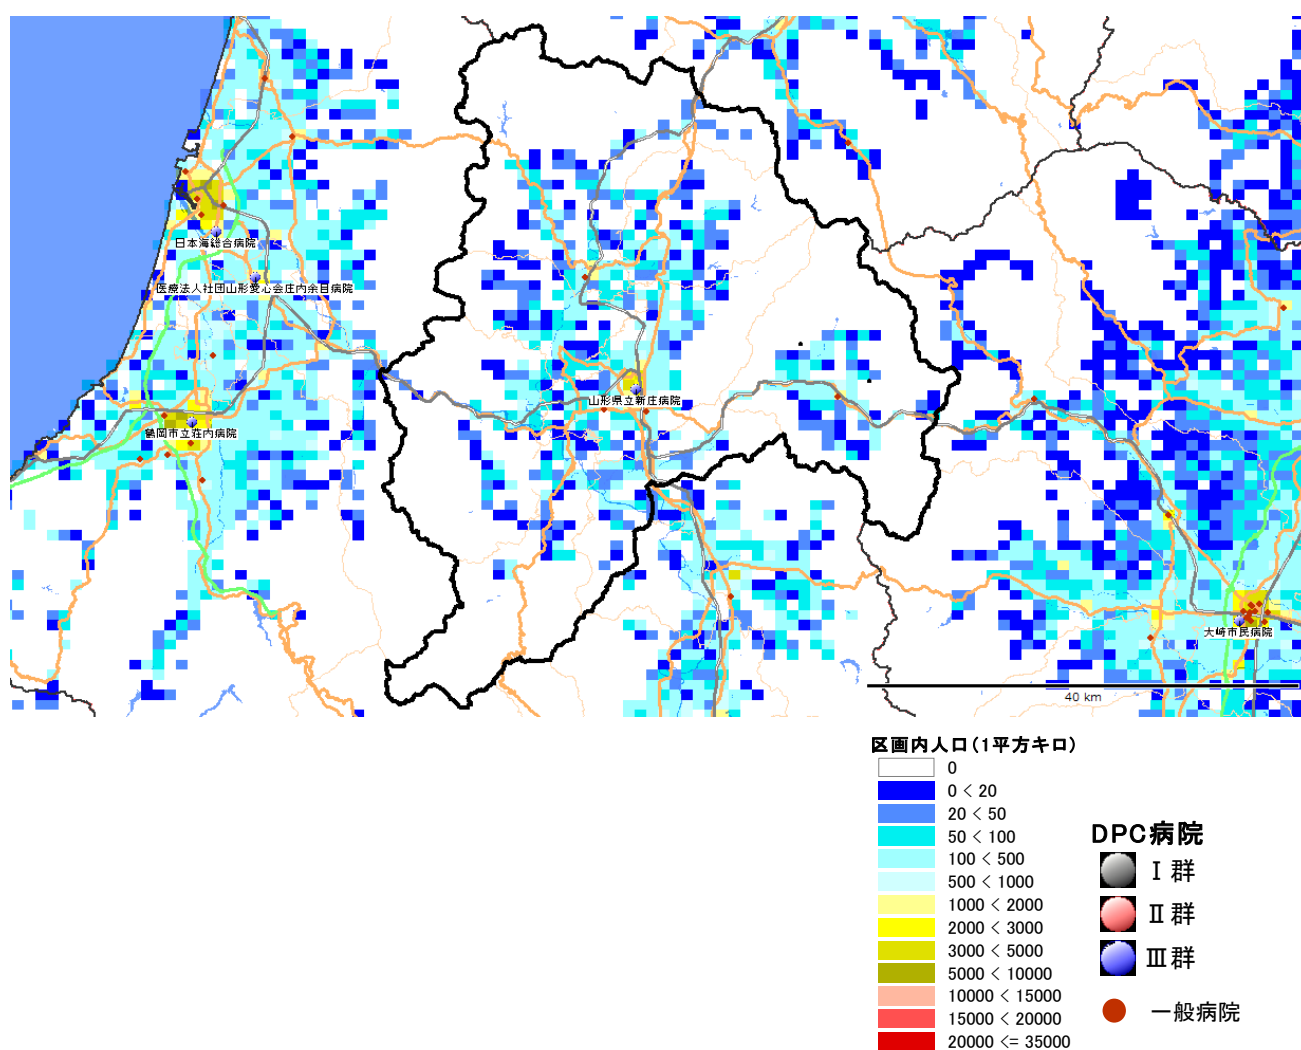 日本海総合病院
医療法人社団山形愛心会庄内余目病院
山形県立新庄病院
鶴岡市立荘内病院
大崎市民病院
40 km
区画内人口(1平方キロ)
0
0 < 20
20 < 50
50 < 100
100 < 500
500 < 1000
1000 < 2000
2000 < 3000
3000 < 5000
5000 < 10000
10000 < 15000
15000 < 20000
20000 <= 35000
DPC病院
Ⅰ群
Ⅱ群
Ⅲ群
一般病院